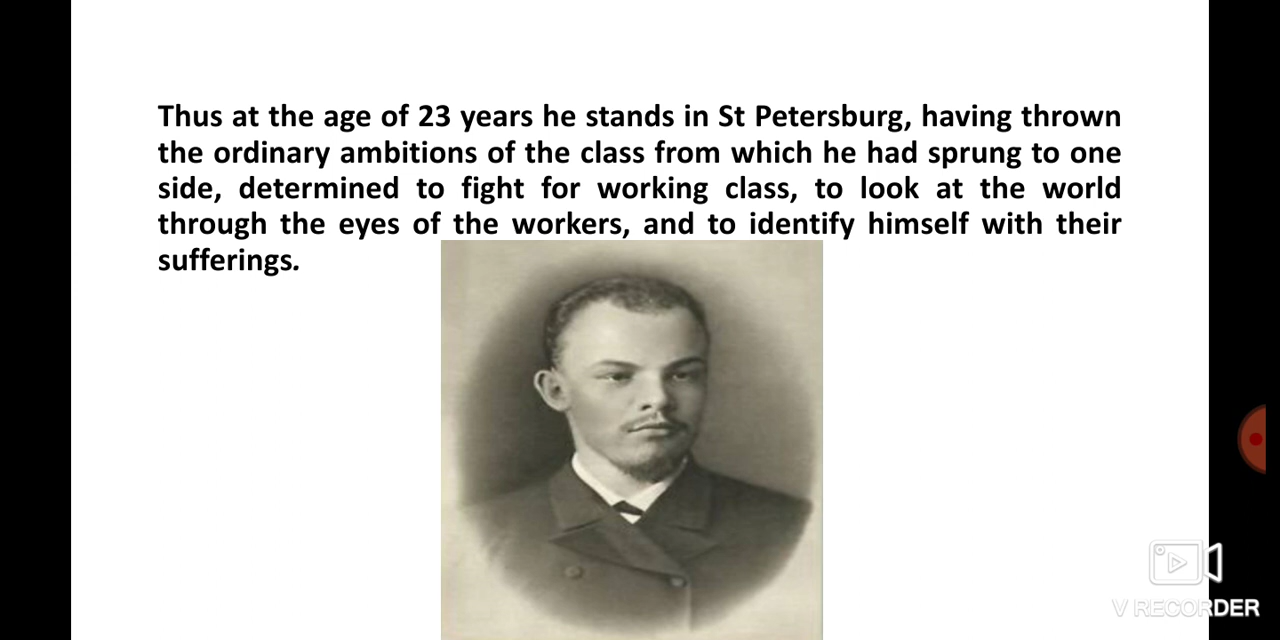 Thus at the age of 23 years he stands in St Petersburg, having thrown
the ordinary ambitions of the class from which he had sprung to one
side, determined to fight for working class, to look at the world
through the eyes of the workers, and to identify himself with their
sufferings.
V RECORDER